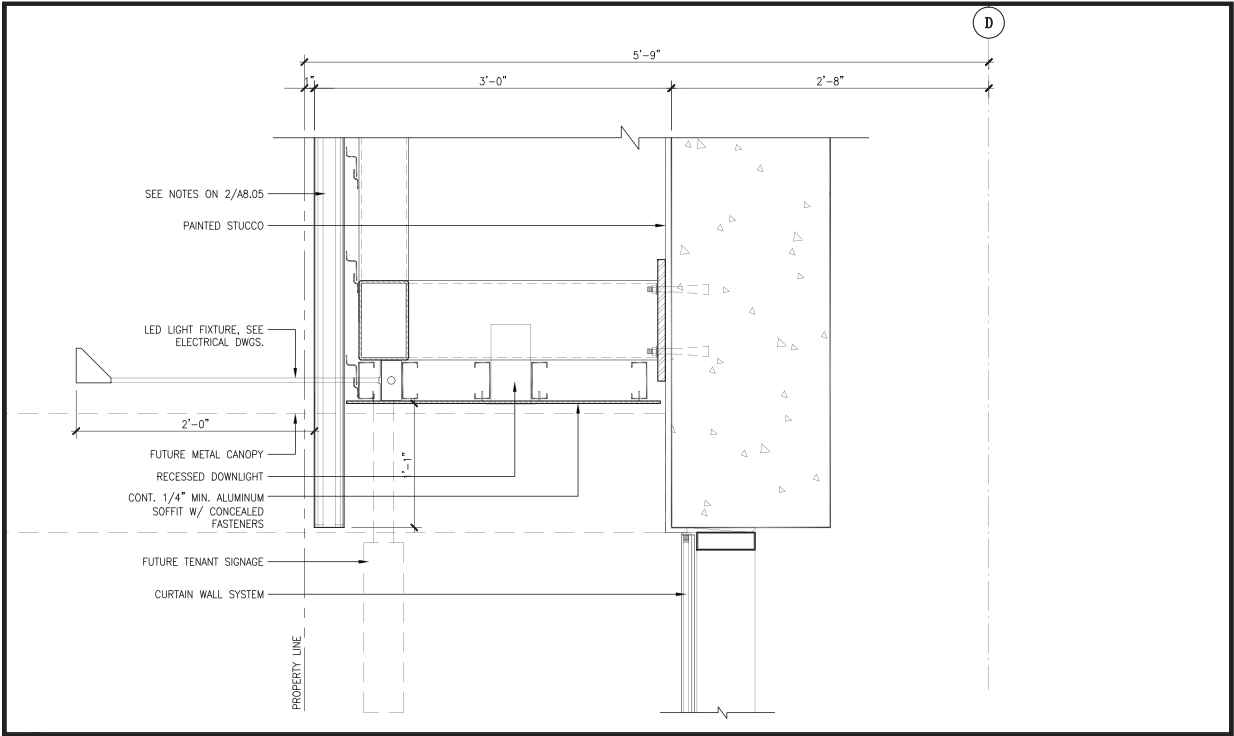 D
5'-9"
1"
3'-0"
2'-8"
SEE NOTES ON 2/A8.05
PAINTED STUCCO
LED LIGHT FIXTURE, SEE
ELECTRICAL DWGS.
2'-0"
FUTURE METAL CANOPY
1'-1"
RECESSED DOWNLIGHT
CONT. 1/4" MIN. ALUMINUM
SOFFIT W/ CONCEALED
FASTENERS
FUTURE TENANT SIGNAGE
CURTAIN WALL SYSTEM
PROPERTY LINE